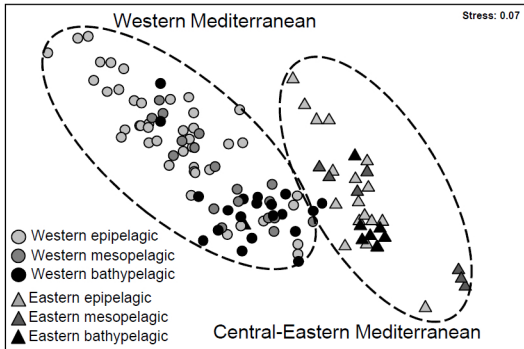 Western Mediterranean
Stress: 0.07
Western epipelagic
Western mesopelagic
Western bathypelagic
Eastern epipelagic
Eastern mesopelagic
Eastern bathypelagic
Central-Eastern Mediterranean